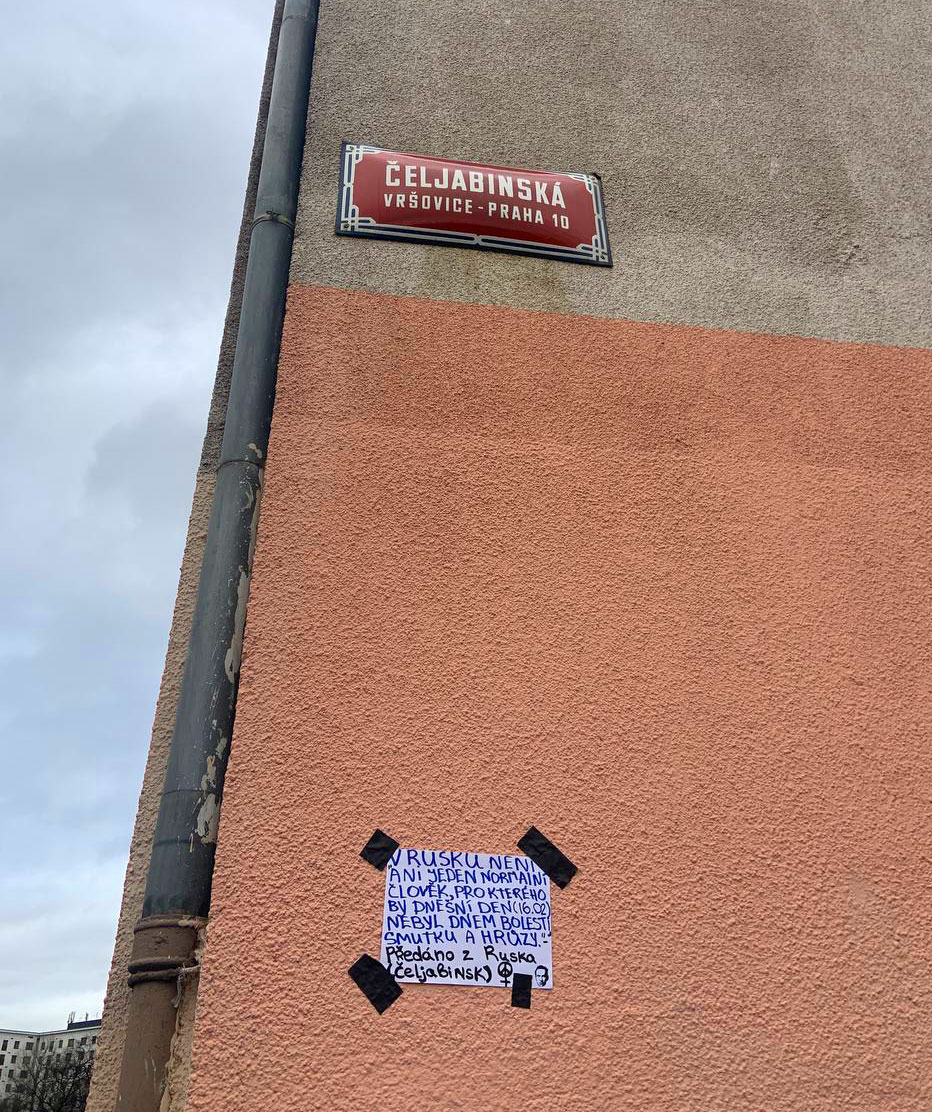 ČELJABINSKÁ
VRŠOVICE-PRAHA 10
V RUSKU NENÍ
ANI JEDEN NORMALNÍ
ČLOVĚK, PRO KTERÉHO
BY DNEŠNÍ DEN (16.02)
NEBYL DNEM BOLESTI
SMUTKU A HRŮZY."
Předáno z Ruska
(ČeljabiNSK)